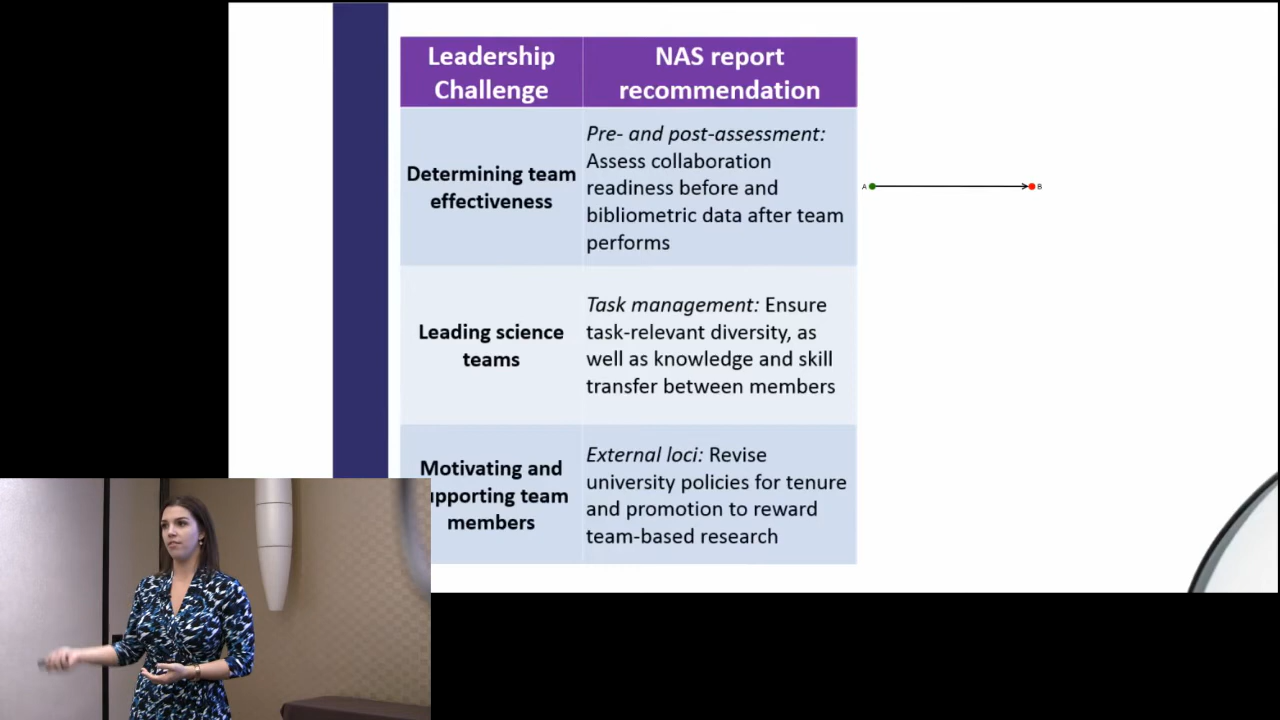 Leadership
Challenge
NAS report
recommendation
Determining team
effectiveness
Pre- and post-assessment:
Assess collaboration
readiness before and
bibliometric data after team
performs
A
B
Leading science
teams
Task management: Ensure
task-relevant diversity, as
well as knowledge and skill
transfer between members
Motivating and
upporting team
members
External loci: Revise
university policies for tenure
and promotion to reward
team-based research